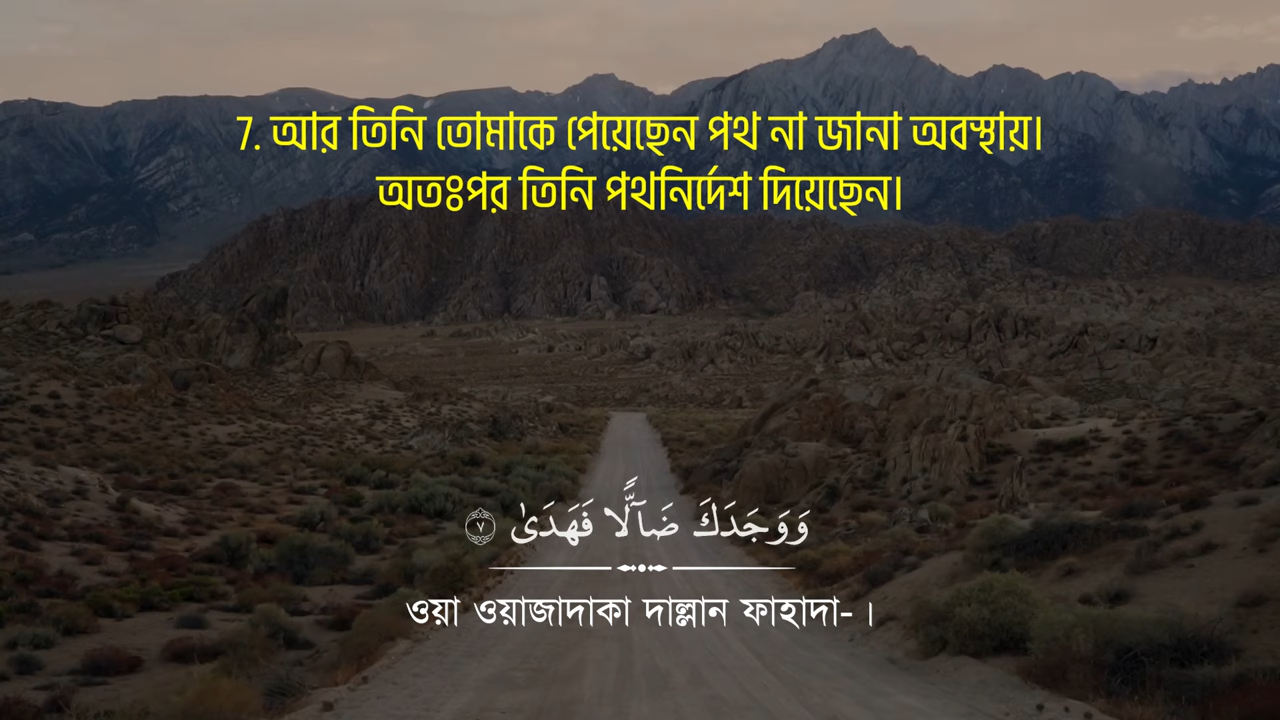 7. আর তিনি তোমাকে পেয়েছেন পথ না জানা অবস্থায়।
অতঃপর তিনি পথনির্দেশ দিয়েছেন।
وَوَجَدَكَ ضَآلًّا فَهَدَىٰ ٧
ওয়া ওয়াজাদাকা দাল্লান ফাহাদা- ।